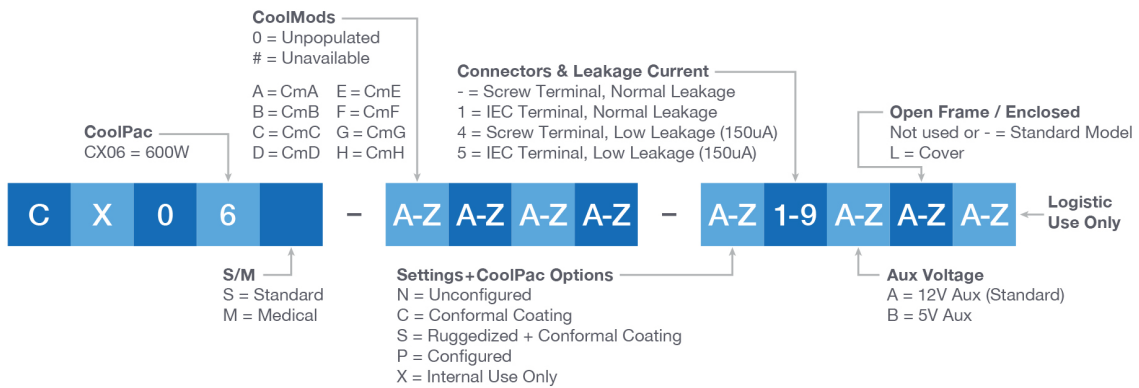 CoolMods
0 = Unpopulated
# = Unavailable
A = CmA E = CmE
B = CmB F = CmF
C = CmC G = CmG
D = CmD H = CmH
Connectors & Leakage Current
- = Screw Terminal, Normal Leakage
1 = IEC Terminal, Normal Leakage
4 = Screw Terminal, Low Leakage (150uA)
5 = IEC Terminal, Low Leakage (150uA)
Open Frame / Enclosed
Not used or - = Standard Model
L = Cover
CoolPac
CX06 = 600W
C X 0 6 – A-Z A-Z A-Z A-Z – A-Z 1-9 A-Z A-Z A-Z
Logistic
Use Only
S/M
S = Standard
M = Medical
Settings+CoolPac Options
N = Unconfigured
C = Conformal Coating
S = Ruggedized + Conformal Coating
P = Configured
X = Internal Use Only
Aux Voltage
A = 12V Aux (Standard)
B = 5V Aux